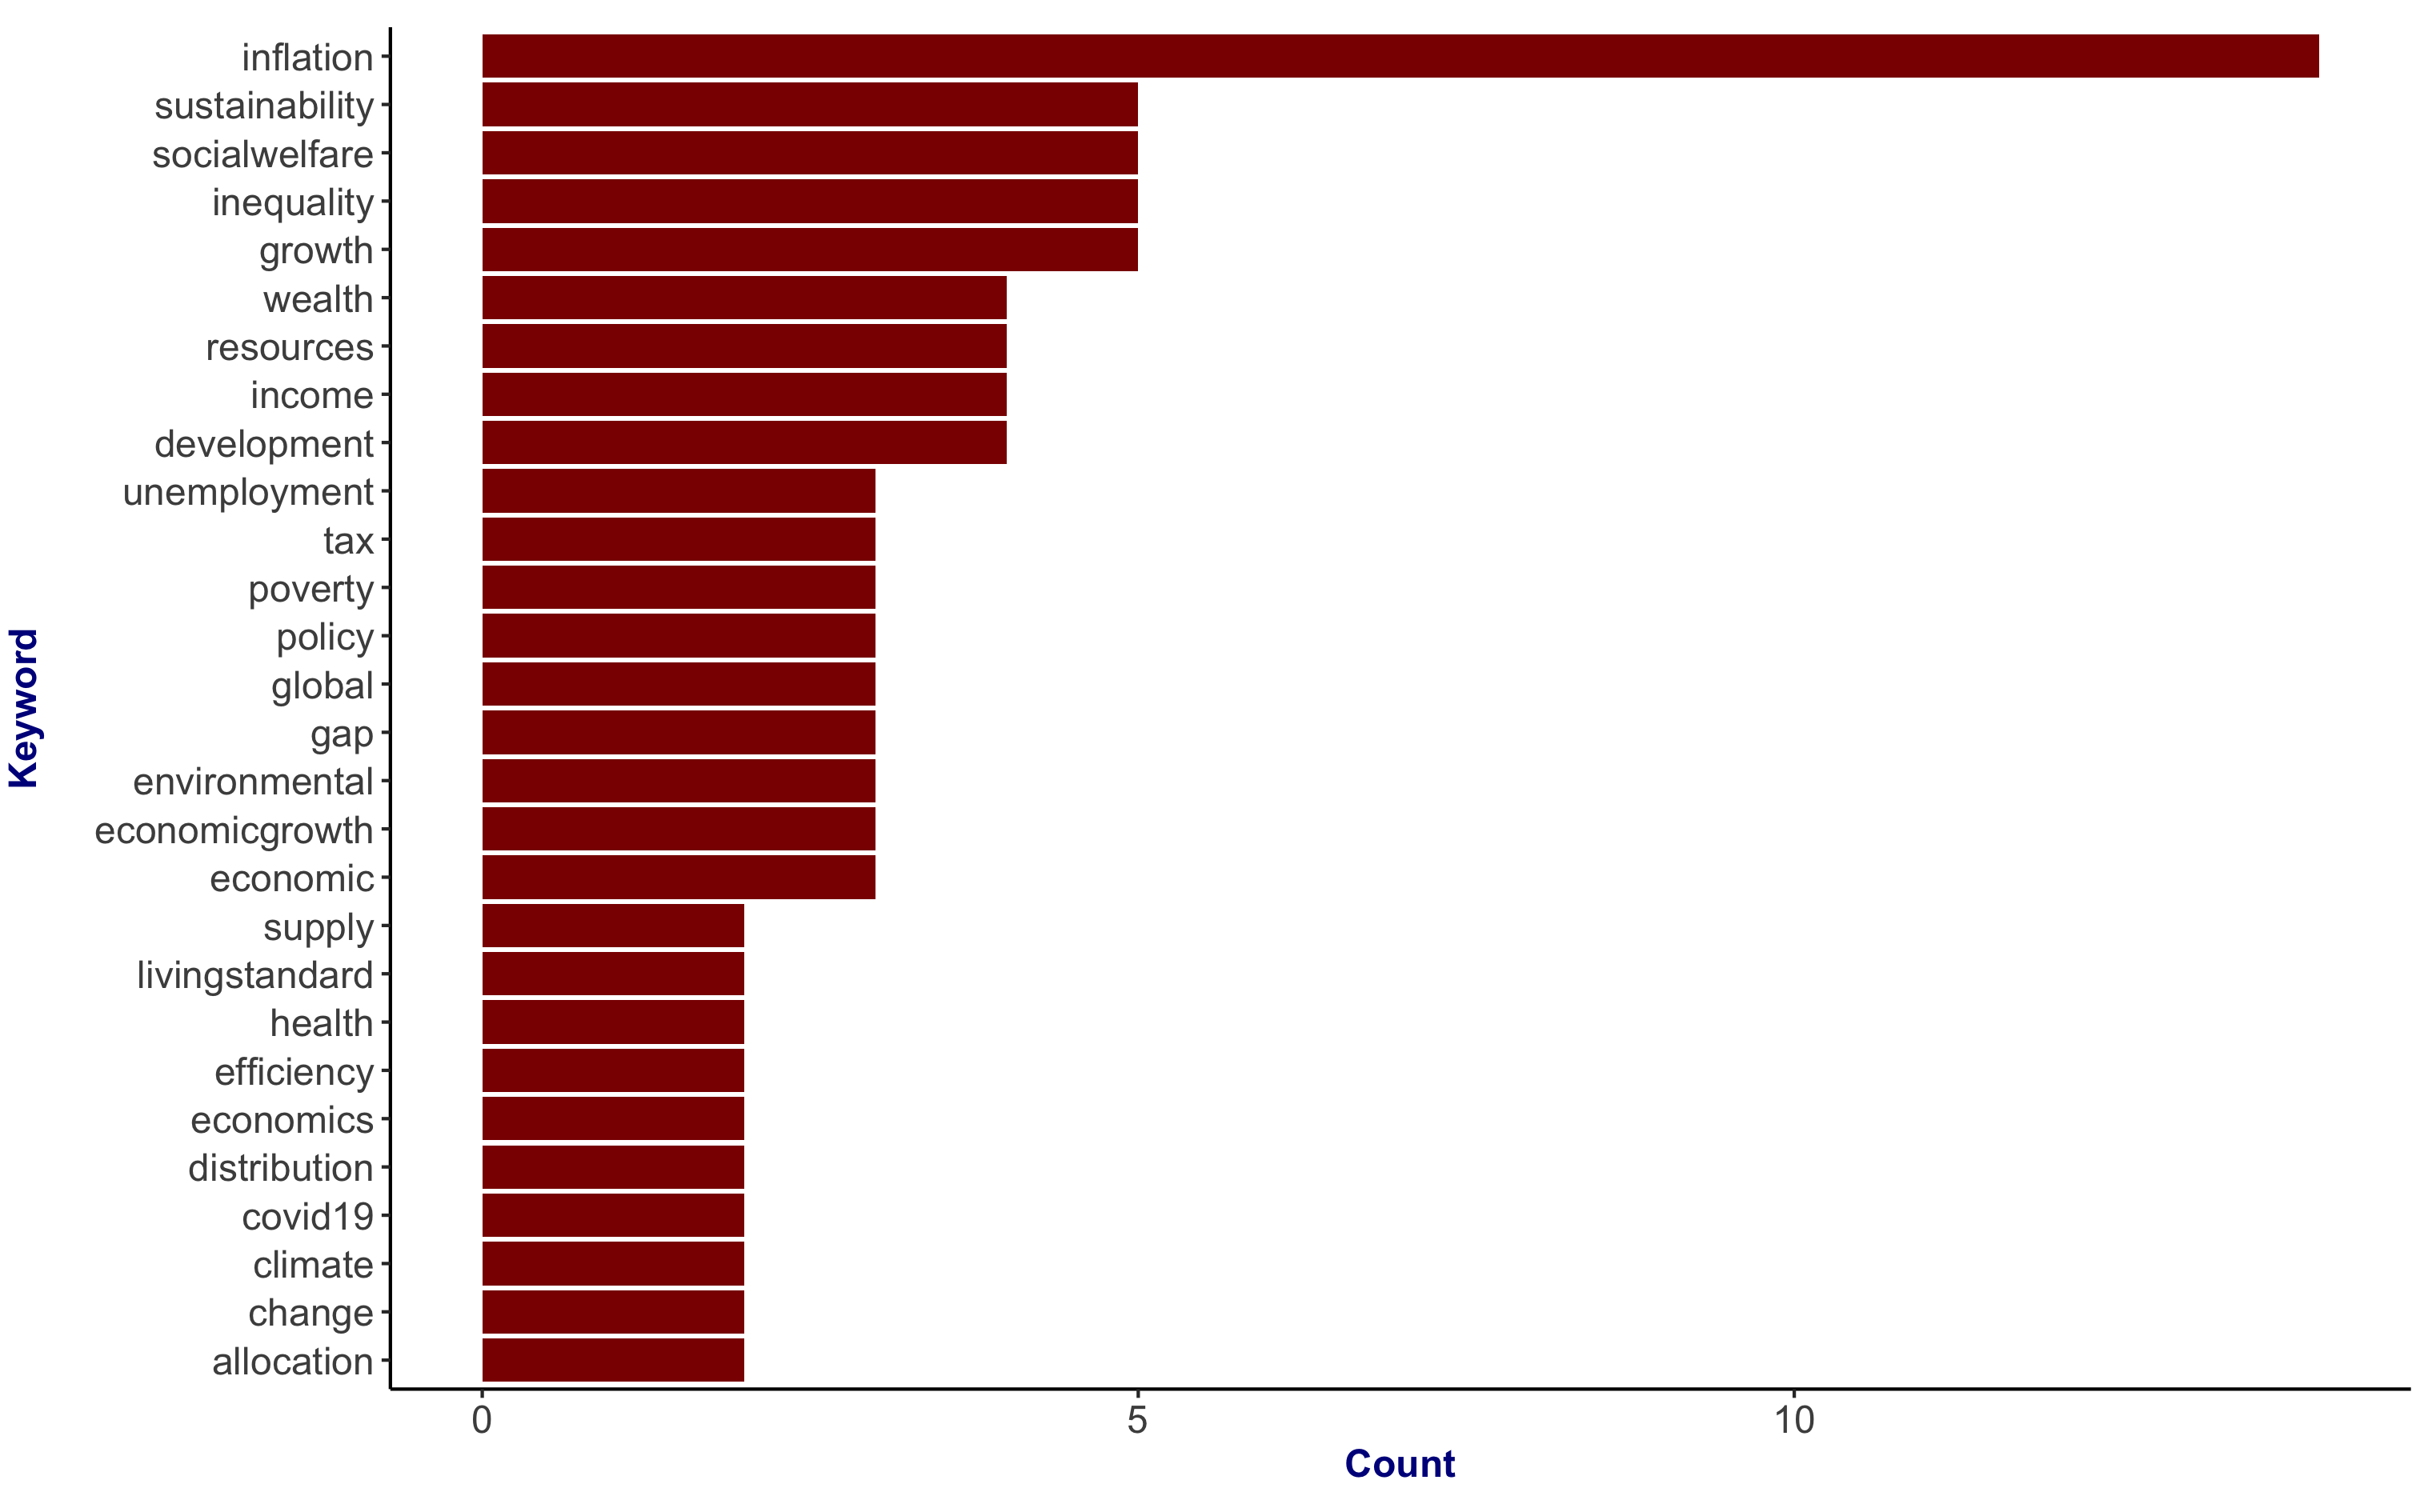 inflation
sustainability
socialwelfare
inequality
growth
wealth
resources
income
development
unemployment
tax
poverty
policy
global
gap
environmental
economicgrowth
economic
supply
livingstandard
health
efficiency
economics
distribution
covid19
climate
change
allocation
Keyword
0 5 10
Count